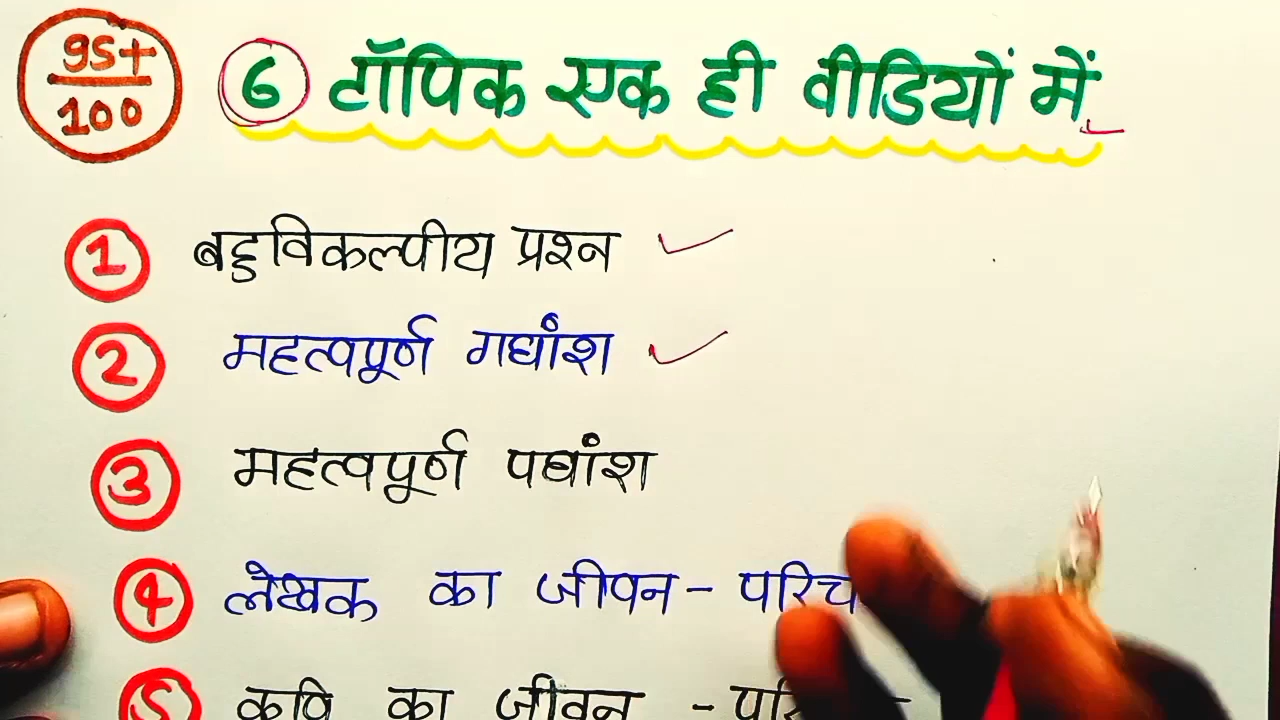 95+
100
6 टॉपिक एक ही वीडियों में
1 बहुविकल्पीय प्रश्न
2 महत्वपूर्ण गद्यांश
3 महत्वपूर्ण पद्यांश
4 लेखक का जीवन - परिच
5 कवि का जीवन -